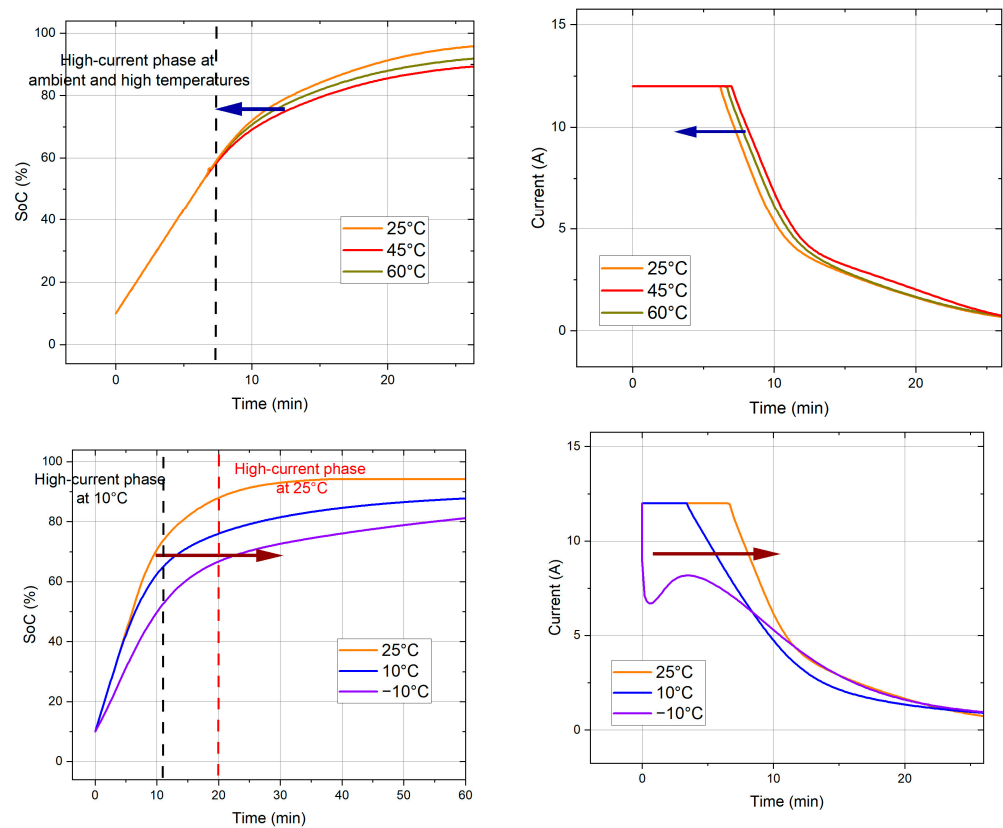 High-current phase at
ambient and high temperatures
100
80
60
40
20
0
SoC (%)
25°C
45°C
60°C
0
10
20
Time (min)
15
10
5
0
Current (A)
25°C
45°C
60°C
0
10
20
Time (min)
High-current phase
at 10°C
High-current phase
at 25°C
100
80
60
40
20
0
SoC (%)
25°C
10°C
−10°C
0
10
20
30
40
50
60
Time (min)
15
10
5
0
Current (A)
25°C
10°C
−10°C
0
10
20
Time (min)